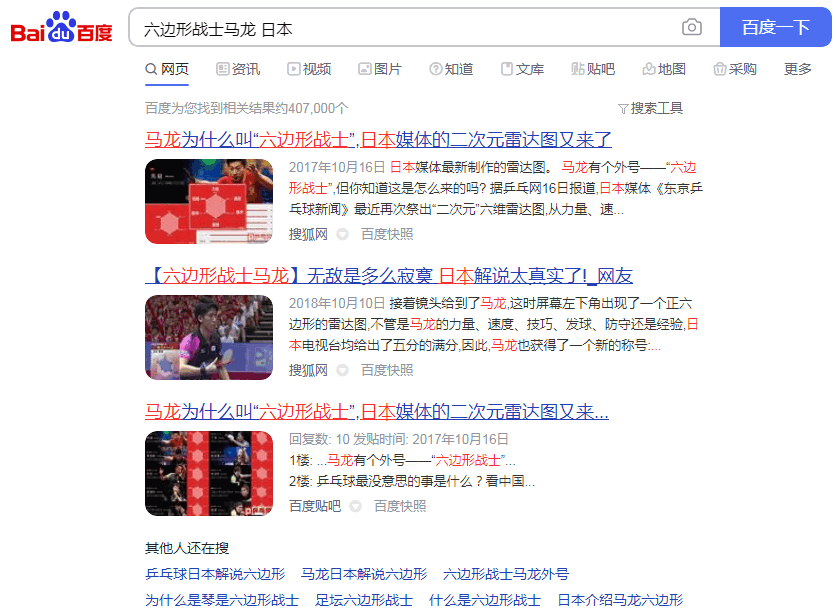 Bai du 百度
六边形战士马龙 日本
百度一下
网页 资讯 视频 图片 知道 文库 贴吧 地图 采购 更多
百度为您找到相关结果约407,000个
搜索工具
马龙为什么叫“六边形战士”,日本媒体的二次元雷达图又来了
2017年10月16日 日本媒体最新制作的雷达图。 马龙有个外号——“六边
形战士”,但你知道这是怎么来的吗? 据乒乓网16日报道,日本媒体《东京乒
乓球新闻》最近再次祭出“二次元”六维雷达图,从力量、速...
搜狐网 百度快照
【六边形战士马龙】无敌是多么寂寞 日本解说太真实了!_网友
2018年10月10日 接着镜头给到了马龙,这时屏幕左下角出现了一个正六
边形的雷达图,不管是马龙的力量、速度、技巧、发球、防守还是经验,日
本电视台均给出了五分的满分,因此,马龙也获得了一个新的称号:...
搜狐网 百度快照
马龙为什么叫“六边形战士”,日本媒体的二次元雷达图又来...
回复数: 10 发贴时间: 2017年10月16日
1楼: ...马龙有个外号——“六边形战士”...
2楼: 乒乓球最没意思的事是什么？看中国...
百度贴吧 百度快照
其他人还在搜
乒乓球日本解说六边形 马龙日本解说六边形 六边形战士马龙外号
为什么是琴是六边形战士 足坛六边形战士 什么是六边形战士 日本介绍马龙六边形